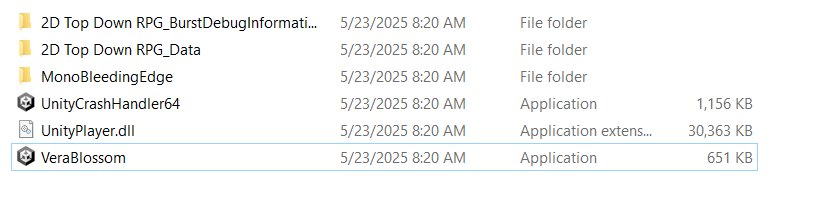 2D Top Down RPG_BurstDebugInformati... 5/23/2025 8:20 AM File folder
2D Top Down RPG_Data 5/23/2025 8:20 AM File folder
MonoBleedingEdge 5/23/2025 8:20 AM File folder
UnityCrashHandler64 5/23/2025 8:20 AM Application 1,156 KB
UnityPlayer.dll 5/23/2025 8:20 AM Application extens... 30,363 KB
VeraBlossom 5/23/2025 8:20 AM Application 651 KB